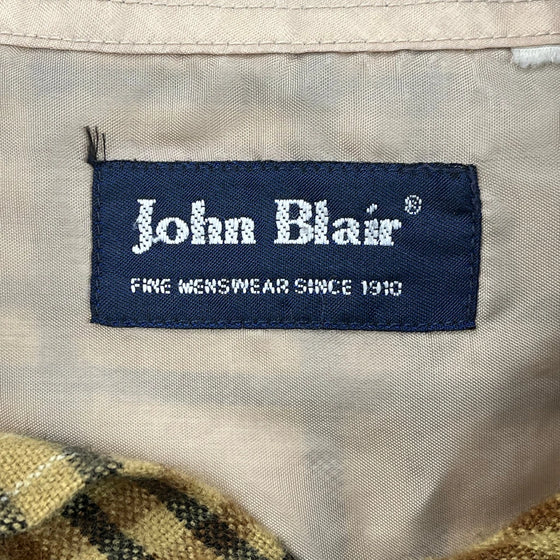 John Blair®
FINE MENSWEAR SINCE 1910